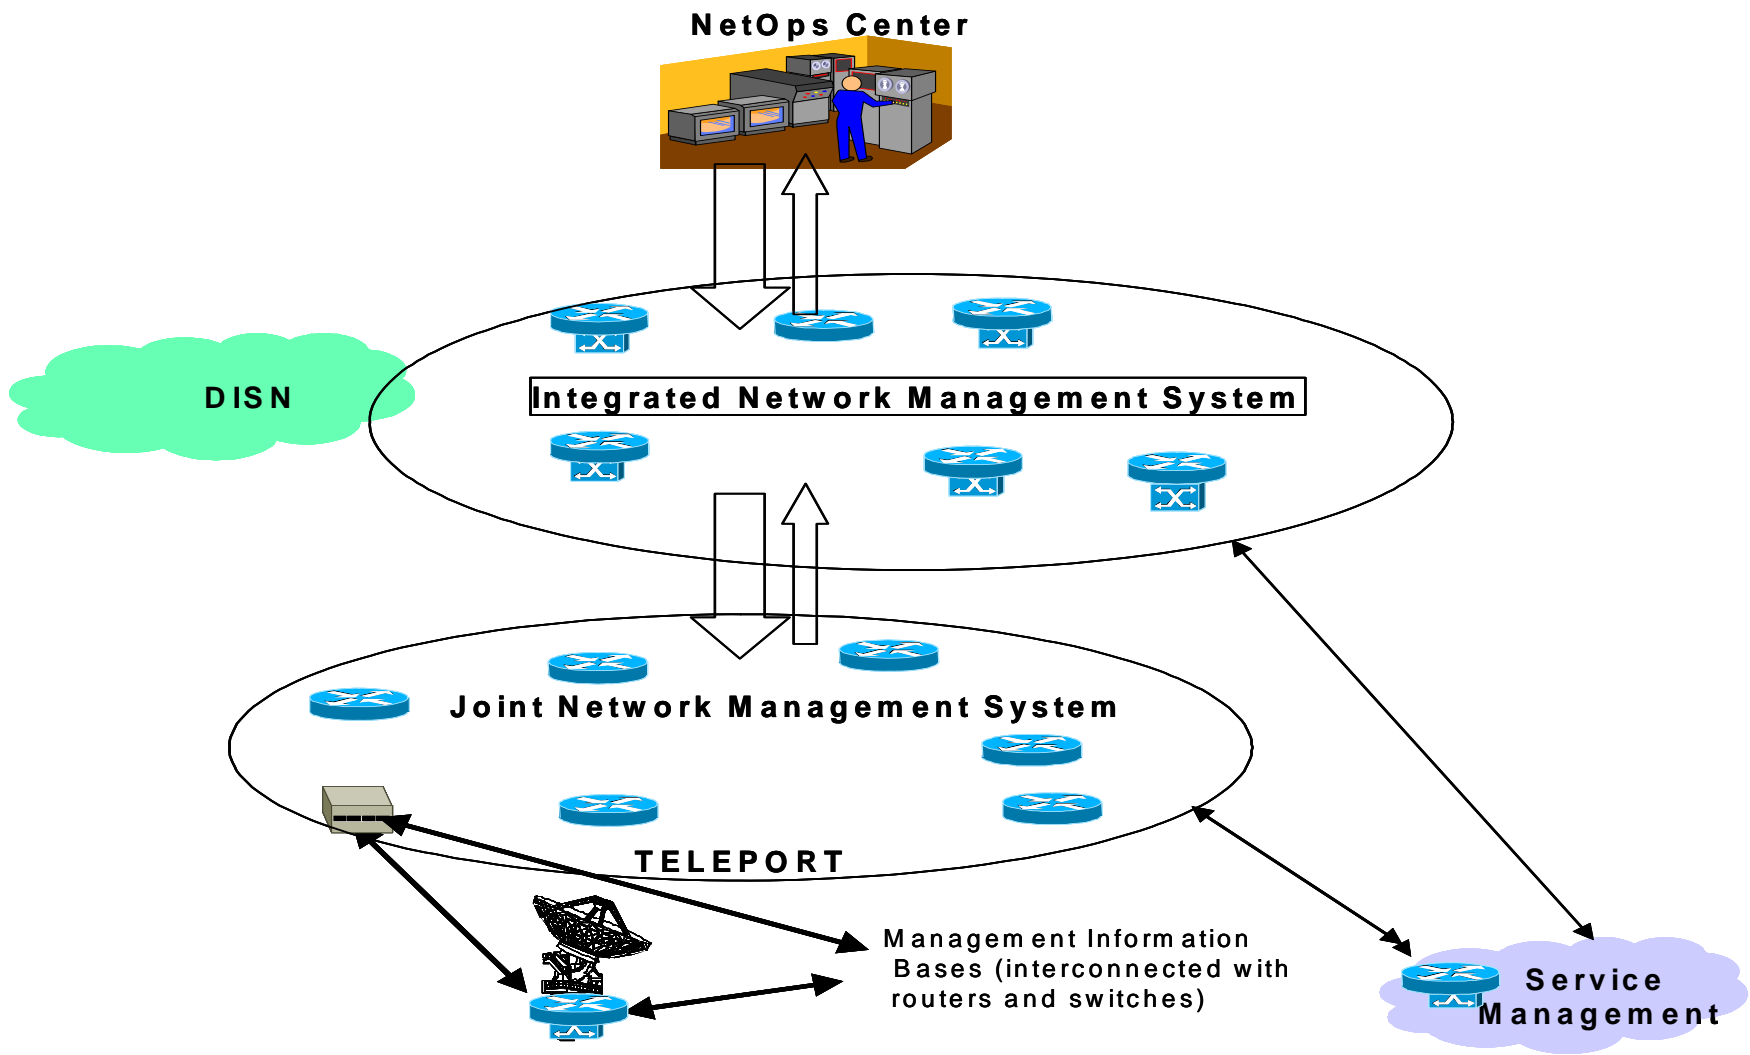 NetOps Center
DISN
Integrated Network Management System
Joint Network Management System
TELEPORT
Management Information
Bases (interconnected with
routers and switches)
Service
Management